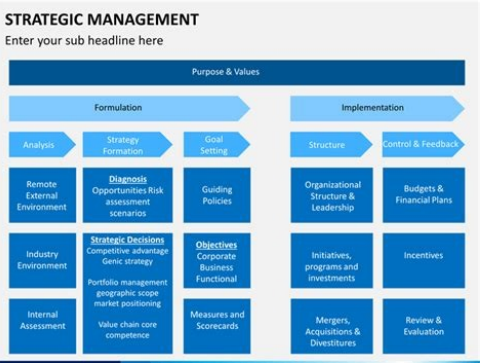 STRATEGIC MANAGEMENT
Enter your sub headline here
Purpose & Values
Formulation
Implementation
Analysis
Strategy
Formation
Goal
Setting
Structure
Control & Feedback
Remote
External
Environment
Diagnosis
Opportunities Risk
assessment
scenarios
Guiding
Policies
Organizational
Structure &
Leadership
Budgets &
Financial Plans
Industry
Environment
Strategic Decisions
Competitive advantage
Genic strategy
Portfolio management
geographic scope
market positioning
Value chain core
competence
Objectives
Corporate
Business
Functional
Initiatives,
programs and
investments
Incentives
Internal
Assessment
Measures and
Scorecards
Mergers,
Acquisitions &
Divestitures
Review &
Evaluation